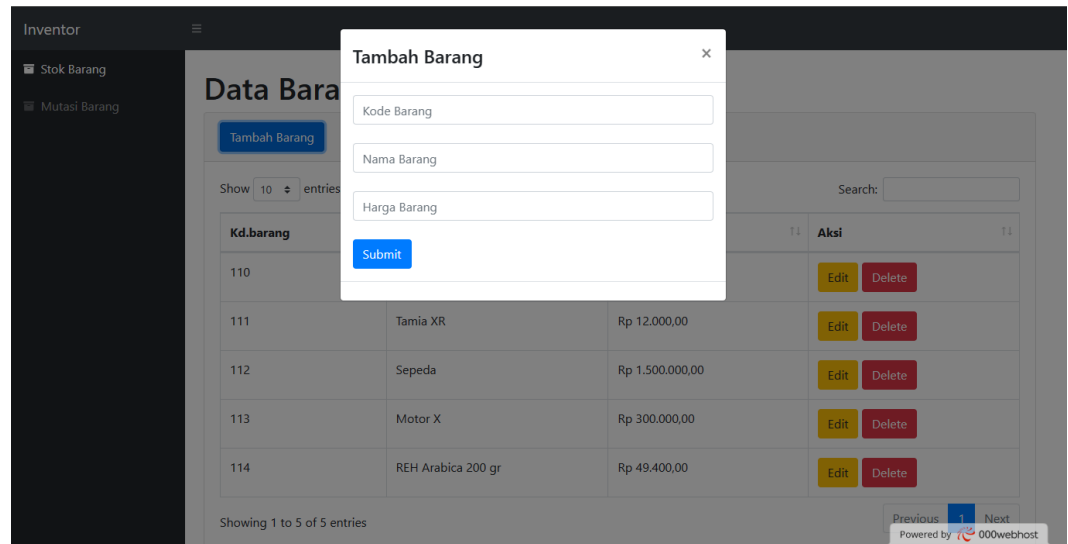 Inventor
Stok Barang
Mutasi Barang
Tambah Barang
×
Kode Barang
Nama Barang
Harga Barang
Submit
Data Bara
Tambah Barang
Show 10 entries
Search:
Kd.barang Aksi
110 Edit Delete
111 Tamia XR Rp 12.000,00 Edit Delete
112 Sepeda Rp 1.500.000,00 Edit Delete
113 Motor X Rp 300.000,00 Edit Delete
114 REH Arabica 200 gr Rp 49.400,00 Edit Delete
Showing 1 to 5 of 5 entries
Previous 1 Next
Powered by 000webhost